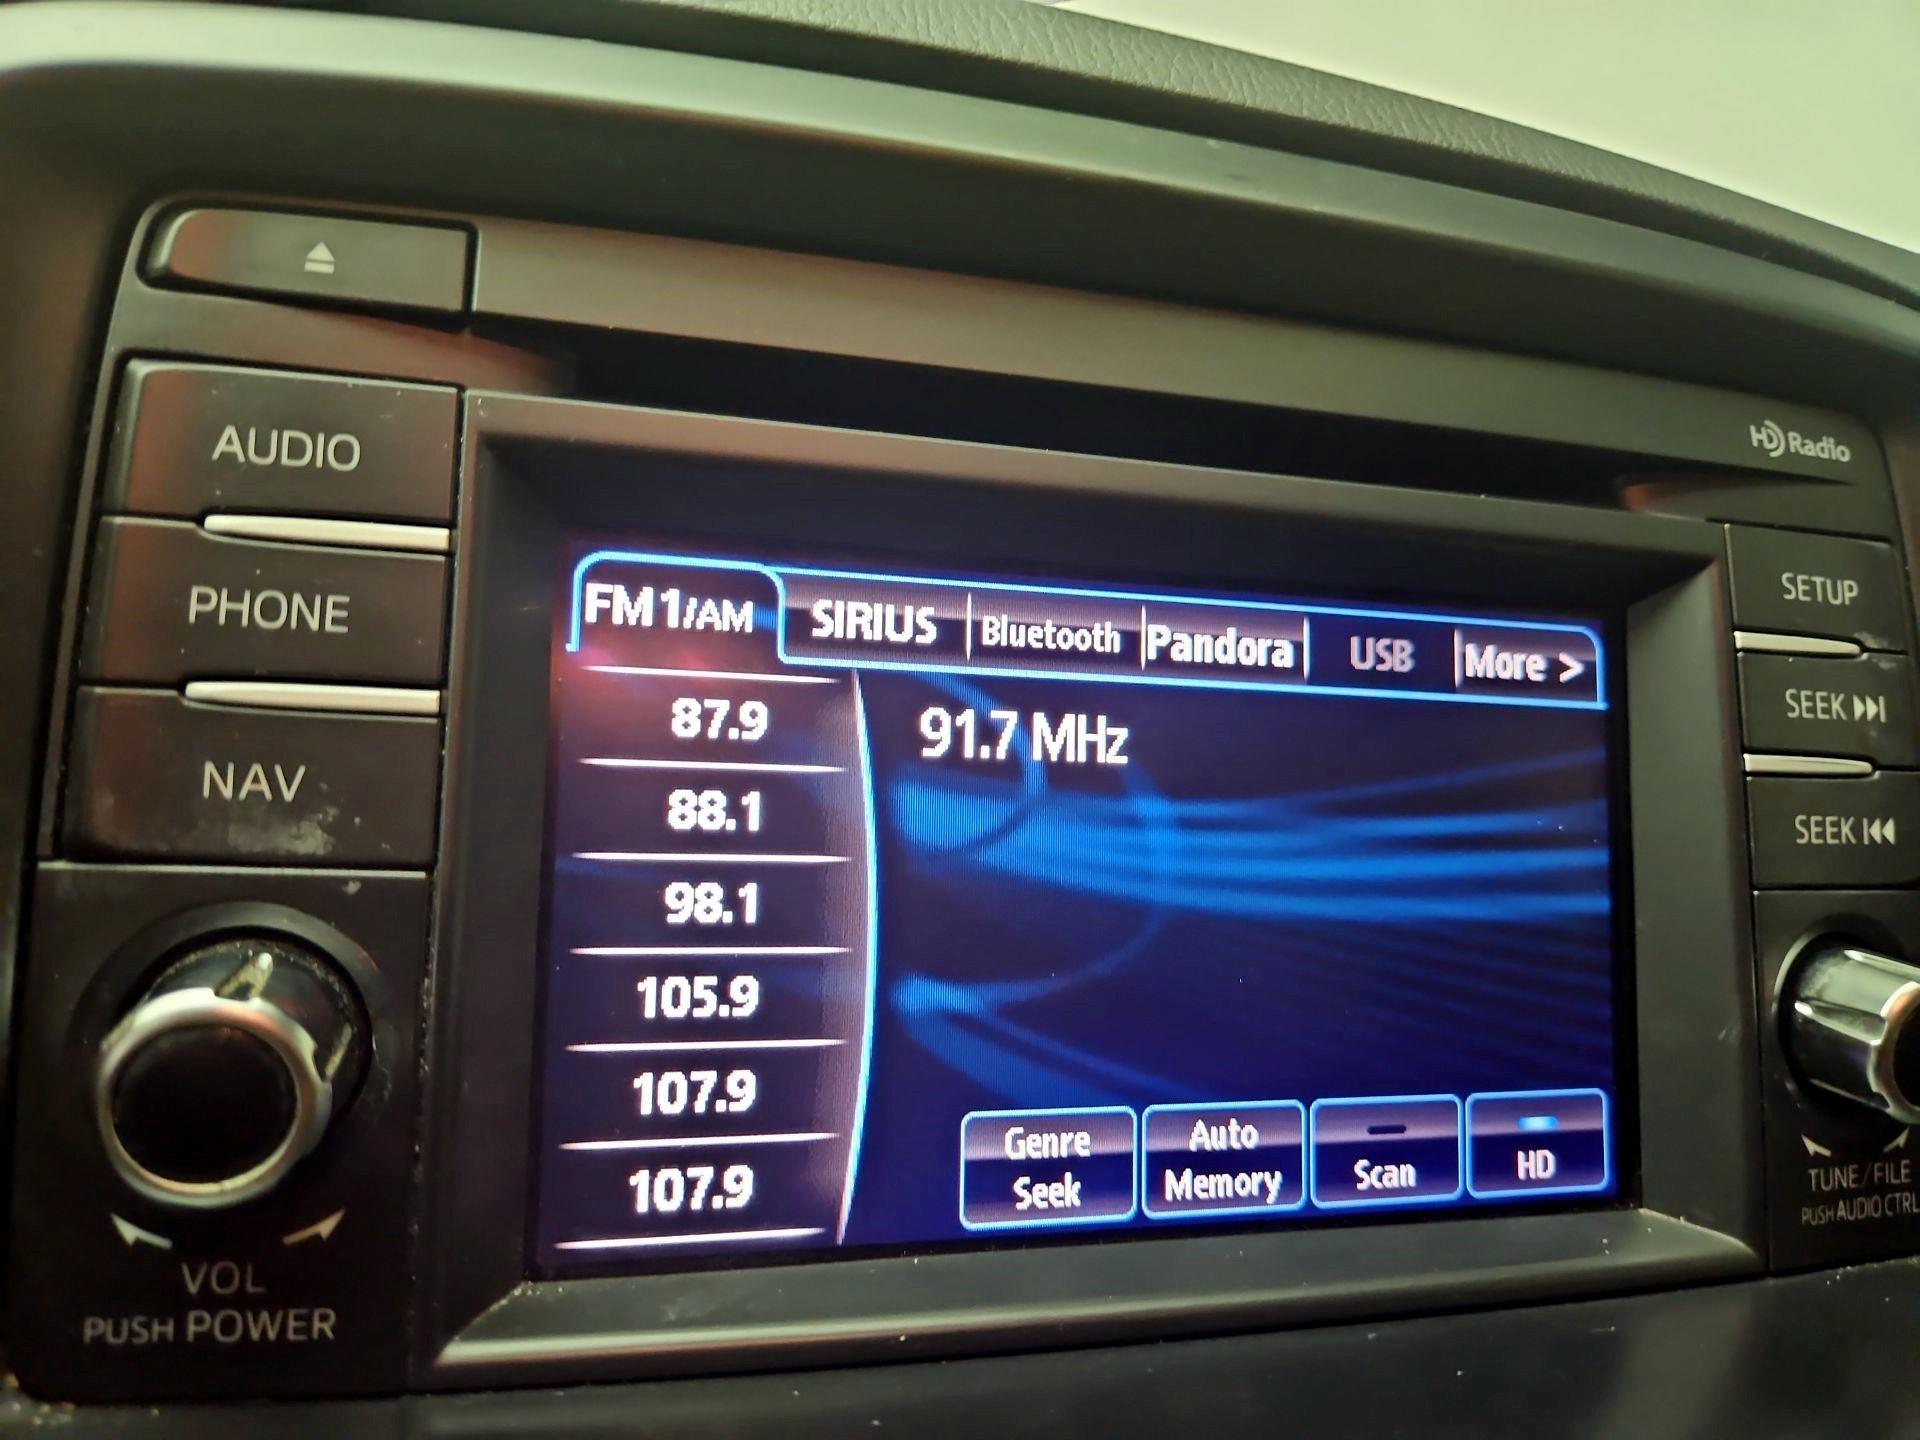 AUDIO
PHONE
NAV
VOL
PUSH POWER
HD Radio
FM1/AM SIRIUS Bluetooth Pandora USB More >
87.9
88.1
98.1
105.9
107.9
107.9
91.7 MHz
Genre
Seek
Auto
Memory
Scan
HD
SETUP
SEEK
SEEK
TUNE/FILE
PUSH AUDIO CTRL